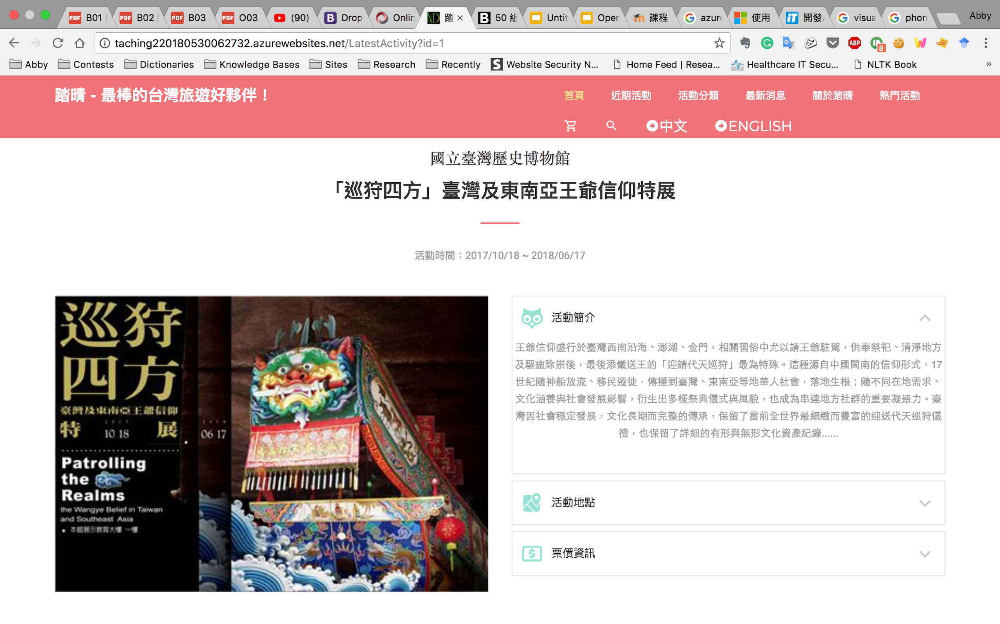 B01
B02
B03
O03
(90)
Drop
Onlin
踏
50 組
Untit
Open
課程
azure
使用
開發
visua
phon
Abby
taching220180530062732.azurewebsites.net/LatestActivity?id=1
ABP
8
Abby
Contests
Dictionaries
Knowledge Bases
Sites
Research
Recently
Website Security N...
Home Feed | Resea...
Healthcare IT Secu...
NLTK Book
»
踏晴 - 最棒的台灣旅遊好夥伴！
首頁
近期活動
活動分類
最新消息
關於踏晴
熱門活動
中文
ENGLISH
國立臺灣歷史博物館
「巡狩四方」臺灣及東南亞王爺信仰特展
活動時間：2017/10/18 ~ 2018/06/17
巡狩
四方
臺灣及東南亞王爺信仰
特 10 18 展 06 17
Patrolling
the
Realms
the Wangye Belief in Taiwan
and Southeast Asia
• 本館展示教育大樓 一樓
活動簡介
王爺信仰盛行於臺灣西南沿海、澎湖、金門，相關習俗中尤以請王爺駐駕，供奉祭祀、清淨地方
及驅瘟除祟後，最後添儎送王的「迎請代天巡狩」最為特殊。這種源自中國閩南的信仰形式，17
世紀隨神船放流、移民遷徙，傳播到臺灣、東南亞等地華人社會，落地生根；隨不同在地需求、
文化涵養與社會發展影響，衍生出多樣祭典儀式與風貌，也成為串連地方社群的重要凝聚力。臺
灣因社會穩定發展，文化長期而完整的傳承，保留了當前全世界最細緻而豐富的迎送代天巡狩儀
禮，也保留了詳細的有形與無形文化資產紀錄......
活動地點
票價資訊